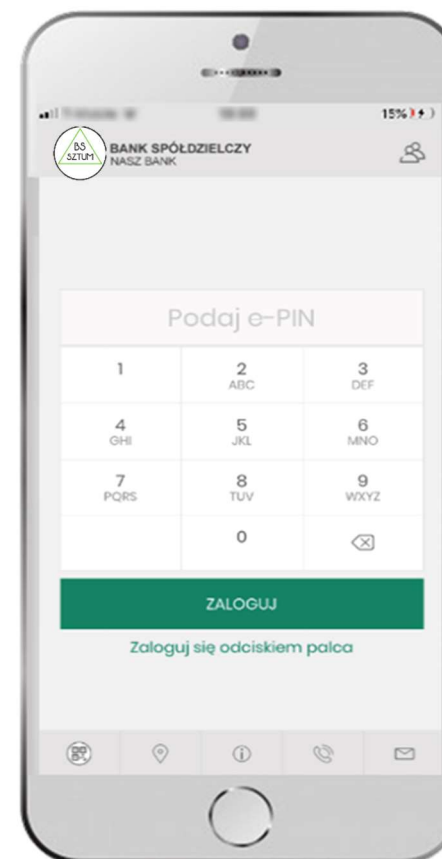 15%
BS
SZTUM
BANK SPÓŁDZIELCZY
NASZ BANK
Podaj e-PIN
1
2
ABC
3
DEF
4
GHI
5
JKL
6
MNO
7
PQRS
8
TUV
9
WXYZ
0
ZALOGUJ
Zaloguj się odciskiem palca